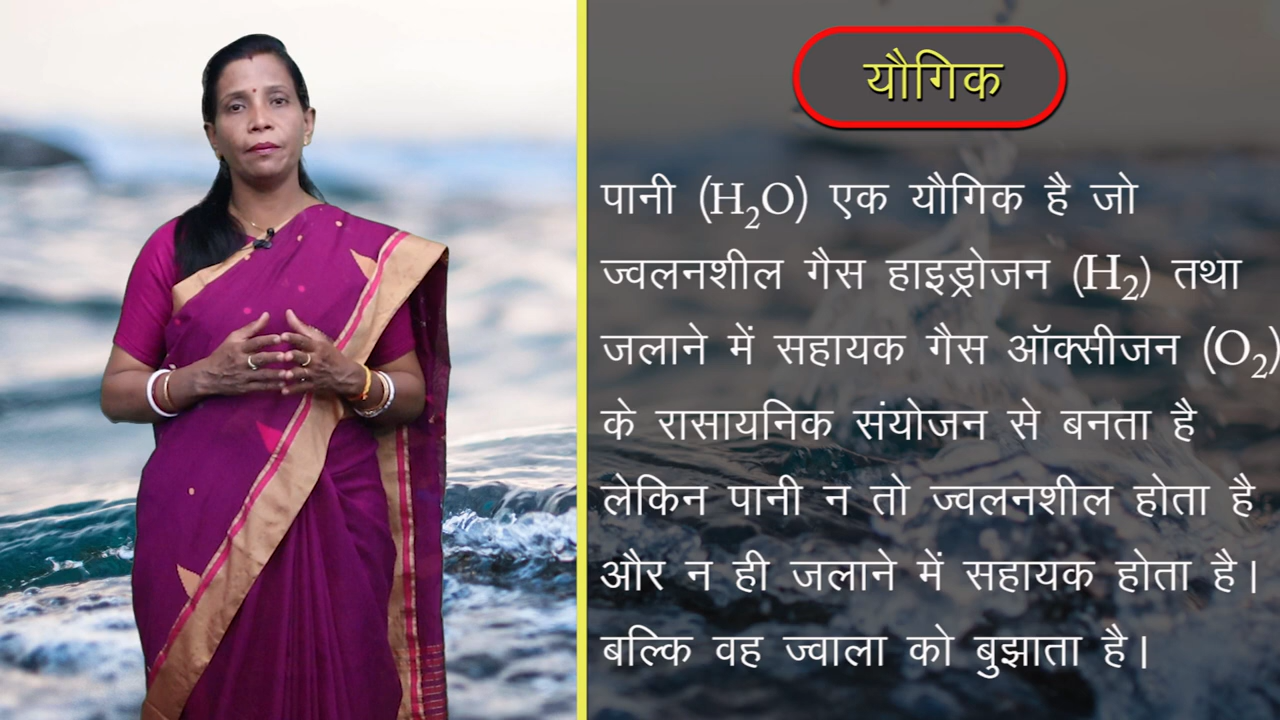 यौगिक
पानी (H₂O) एक यौगिक है जो
ज्वलनशील गैस हाइड्रोजन (H₂) तथा
जलाने में सहायक गैस ऑक्सीजन (O₂)
के रासायनिक संयोजन से बनता है
लेकिन पानी न तो ज्वलनशील होता है
और न ही जलाने में सहायक होता है।
बल्कि वह ज्वाला को बुझाता है।